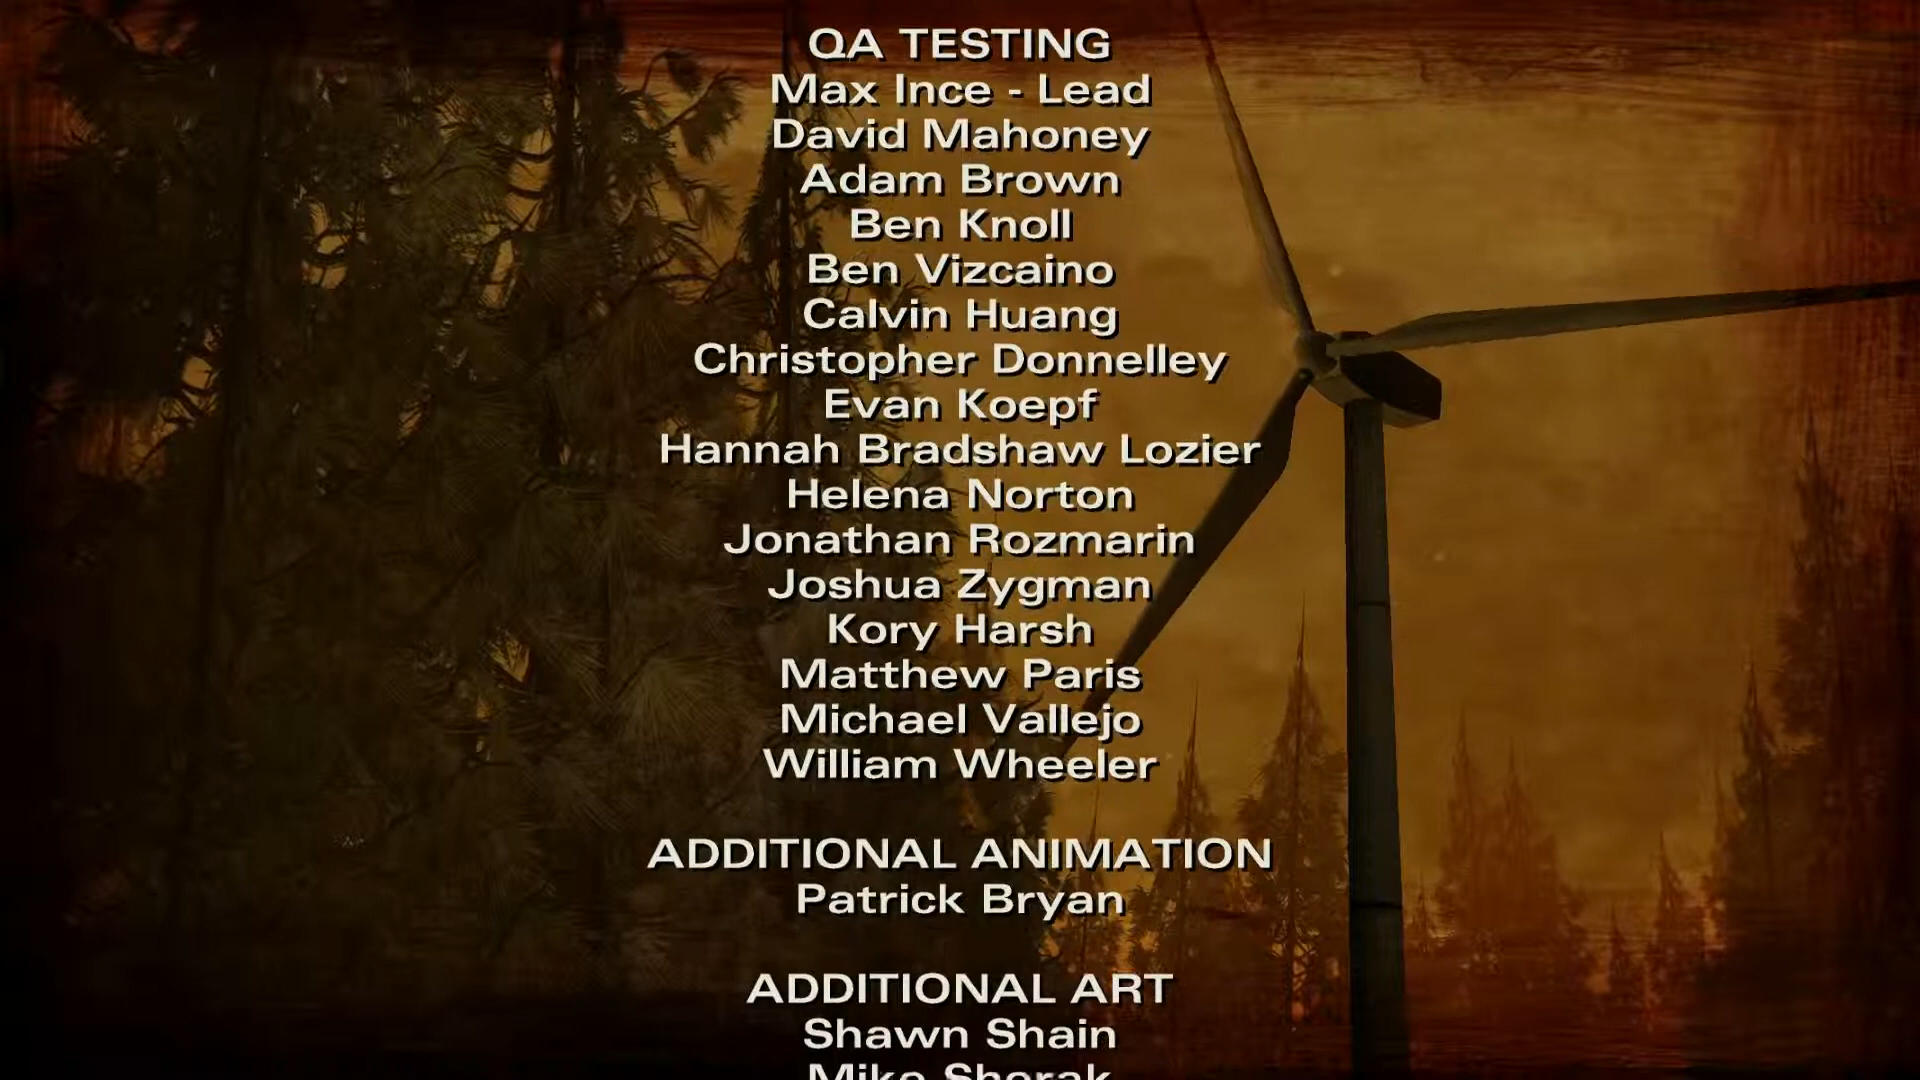 QA TESTING
Max Ince - Lead
David Mahoney
Adam Brown
Ben Knoll
Ben Vizcaino
Calvin Huang
Christopher Donnelley
Evan Koepf
Hannah Bradshaw Lozier
Helena Norton
Jonathan Rozmarin
Joshua Zygman
Kory Harsh
Matthew Paris
Michael Vallejo
William Wheeler
ADDITIONAL ANIMATION
Patrick Bryan
ADDITIONAL ART
Shawn Shain
Mike